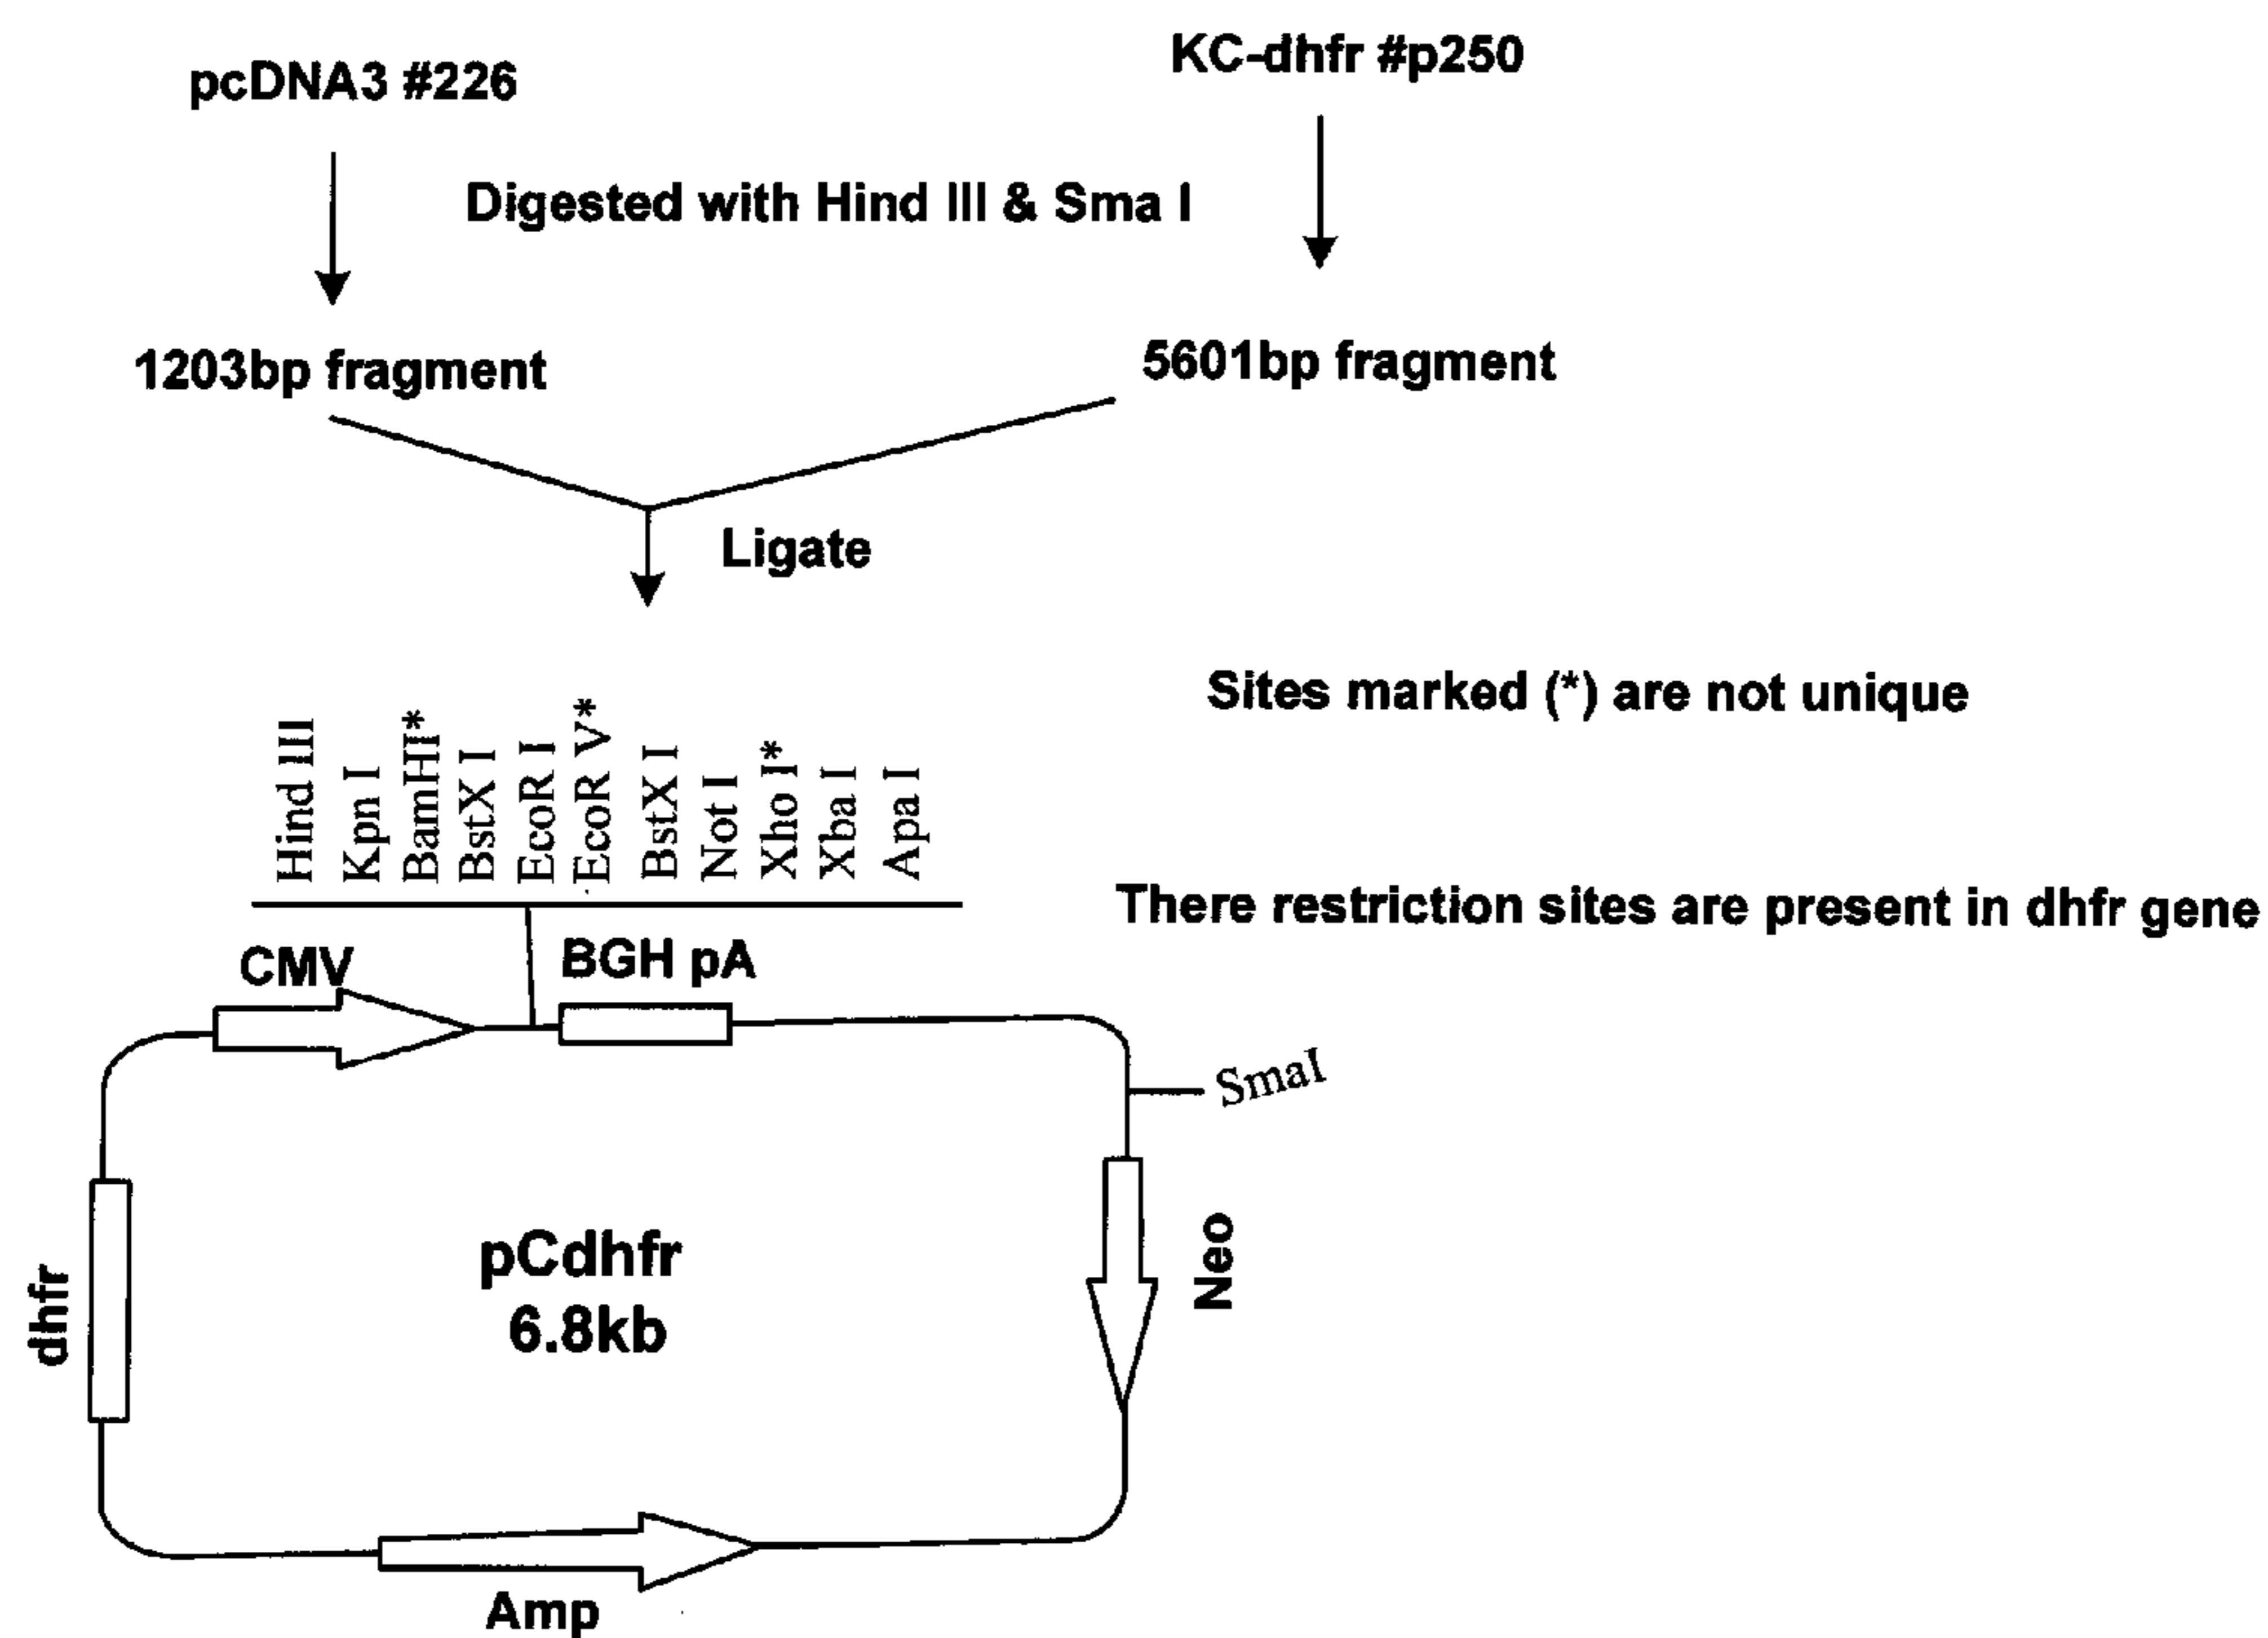 pcDNA3 #226
KC-dhfr #p250
Digested with Hind III & Sma I
1203bp fragment
5601bp fragment
Ligate
Sites marked (*) are not unique
Hind III
Kpn I
BamHI*
BstX I
EcoR I
EcoR V*
BstX I
Not I
Xho I*
Xba I
Apa I
There restriction sites are present in dhfr gene
CMV
BGH pA
SmaI
Neo
dhfr
pCdhfr
6.8kb
Amp